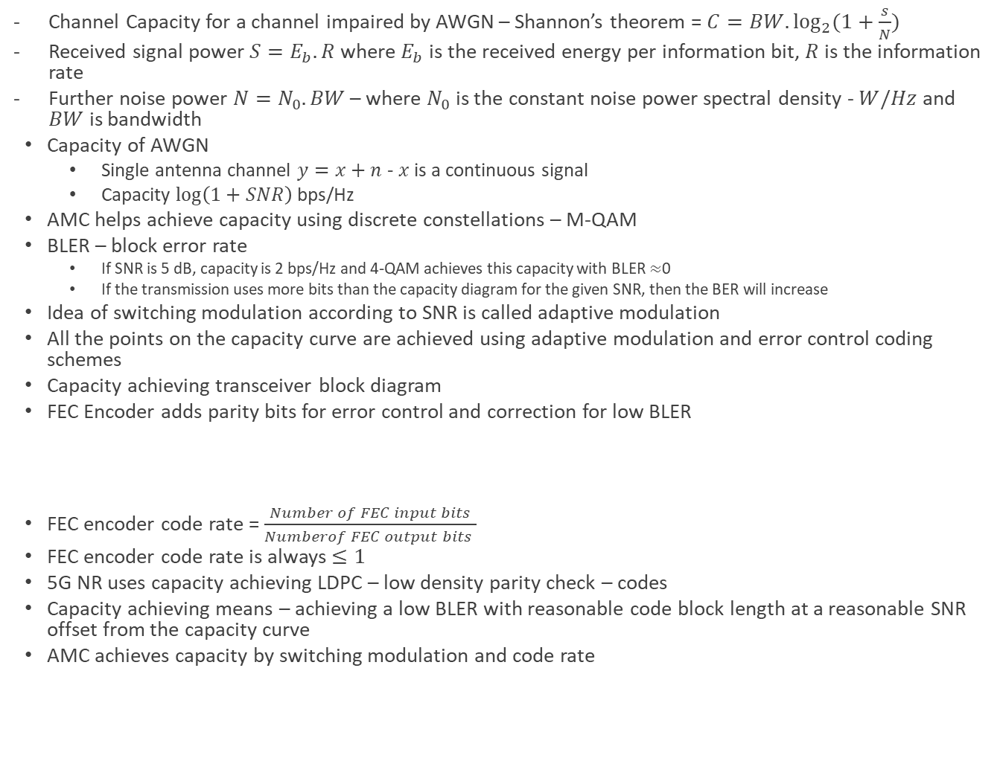 - Channel Capacity for a channel impaired by AWGN – Shannon's theorem = C = BW.log₂(1 + s/N)
- Received signal power S = E_b.R where E_b is the received energy per information bit, R is the information
rate
- Further noise power N = N₀.BW – where N₀ is the constant noise power spectral density - W/Hz and
BW is bandwidth
• Capacity of AWGN
• Single antenna channel y = x + n - x is a continuous signal
• Capacity log(1 + SNR) bps/Hz
• AMC helps achieve capacity using discrete constellations – M-QAM
• BLER – block error rate
• If SNR is 5 dB, capacity is 2 bps/Hz and 4-QAM achieves this capacity with BLER ≈0
• If the transmission uses more bits than the capacity diagram for the given SNR, then the BER will increase
• Idea of switching modulation according to SNR is called adaptive modulation
• All the points on the capacity curve are achieved using adaptive modulation and error control coding
schemes
• Capacity achieving transceiver block diagram
• FEC Encoder adds parity bits for error control and correction for low BLER
• FEC encoder code rate = Number of FEC input bits / Numberof FEC output bits
• FEC encoder code rate is always ≤ 1
• 5G NR uses capacity achieving LDPC – low density parity check – codes
• Capacity achieving means – achieving a low BLER with reasonable code block length at a reasonable SNR
offset from the capacity curve
• AMC achieves capacity by switching modulation and code rate